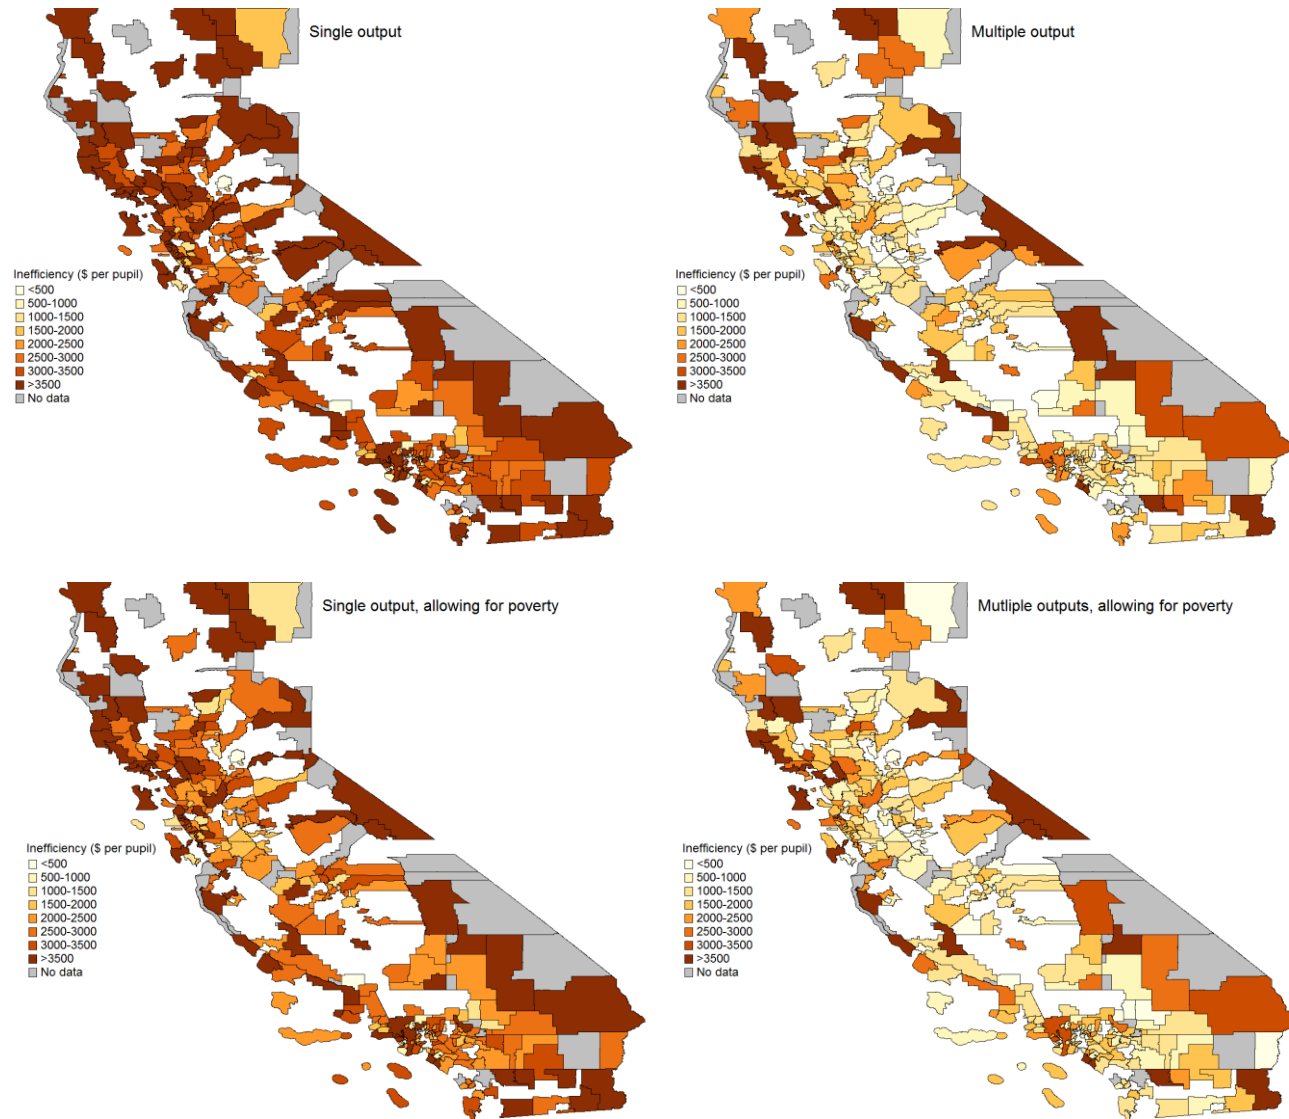 Single output
Inefficiency ($ per pupil)
<500
500-1000
1000-1500
1500-2000
2000-2500
2500-3000
3000-3500
>3500
No data
Multiple output
Inefficiency ($ per pupil)
<500
500-1000
1000-1500
1500-2000
2000-2500
2500-3000
3000-3500
>3500
No data
Single output, allowing for poverty
Inefficiency ($ per pupil)
<500
500-1000
1000-1500
1500-2000
2000-2500
2500-3000
3000-3500
>3500
No data
Mutliple outputs, allowing for poverty
Inefficiency ($ per pupil)
<500
500-1000
1000-1500
1500-2000
2000-2500
2500-3000
3000-3500
>3500
No data